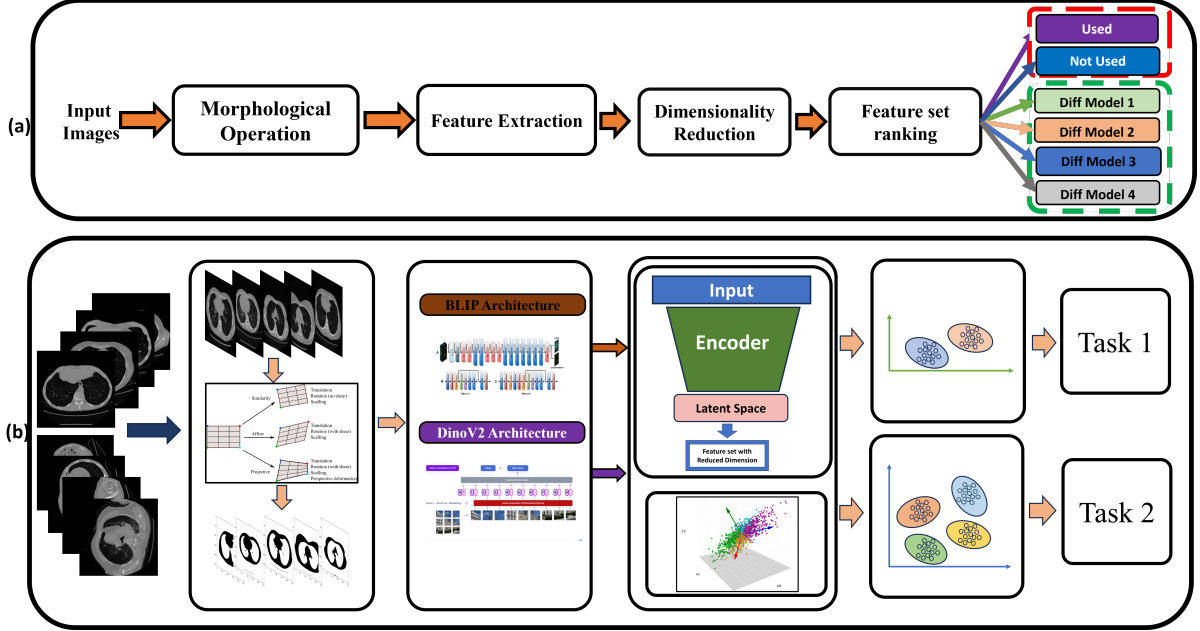 (a)
Input
Images
Morphological
Operation
Feature Extraction
Dimensionality
Reduction
Feature set
ranking
Used
Not Used
Diff Model 1
Diff Model 2
Diff Model 3
Diff Model 4
(b)
Similarity
Translation
Rotation (no shear)
Scalling
Affine
Translation
Rotation (with shear)
Scalling
Projective
Translation
Rotation (with shear)
Scalling
Perspective deformation
BLIP Architecture
DinoV2 Architecture
Input
Encoder
Latent Space
Feature set with
Reduced Dimension
Task 1
Task 2